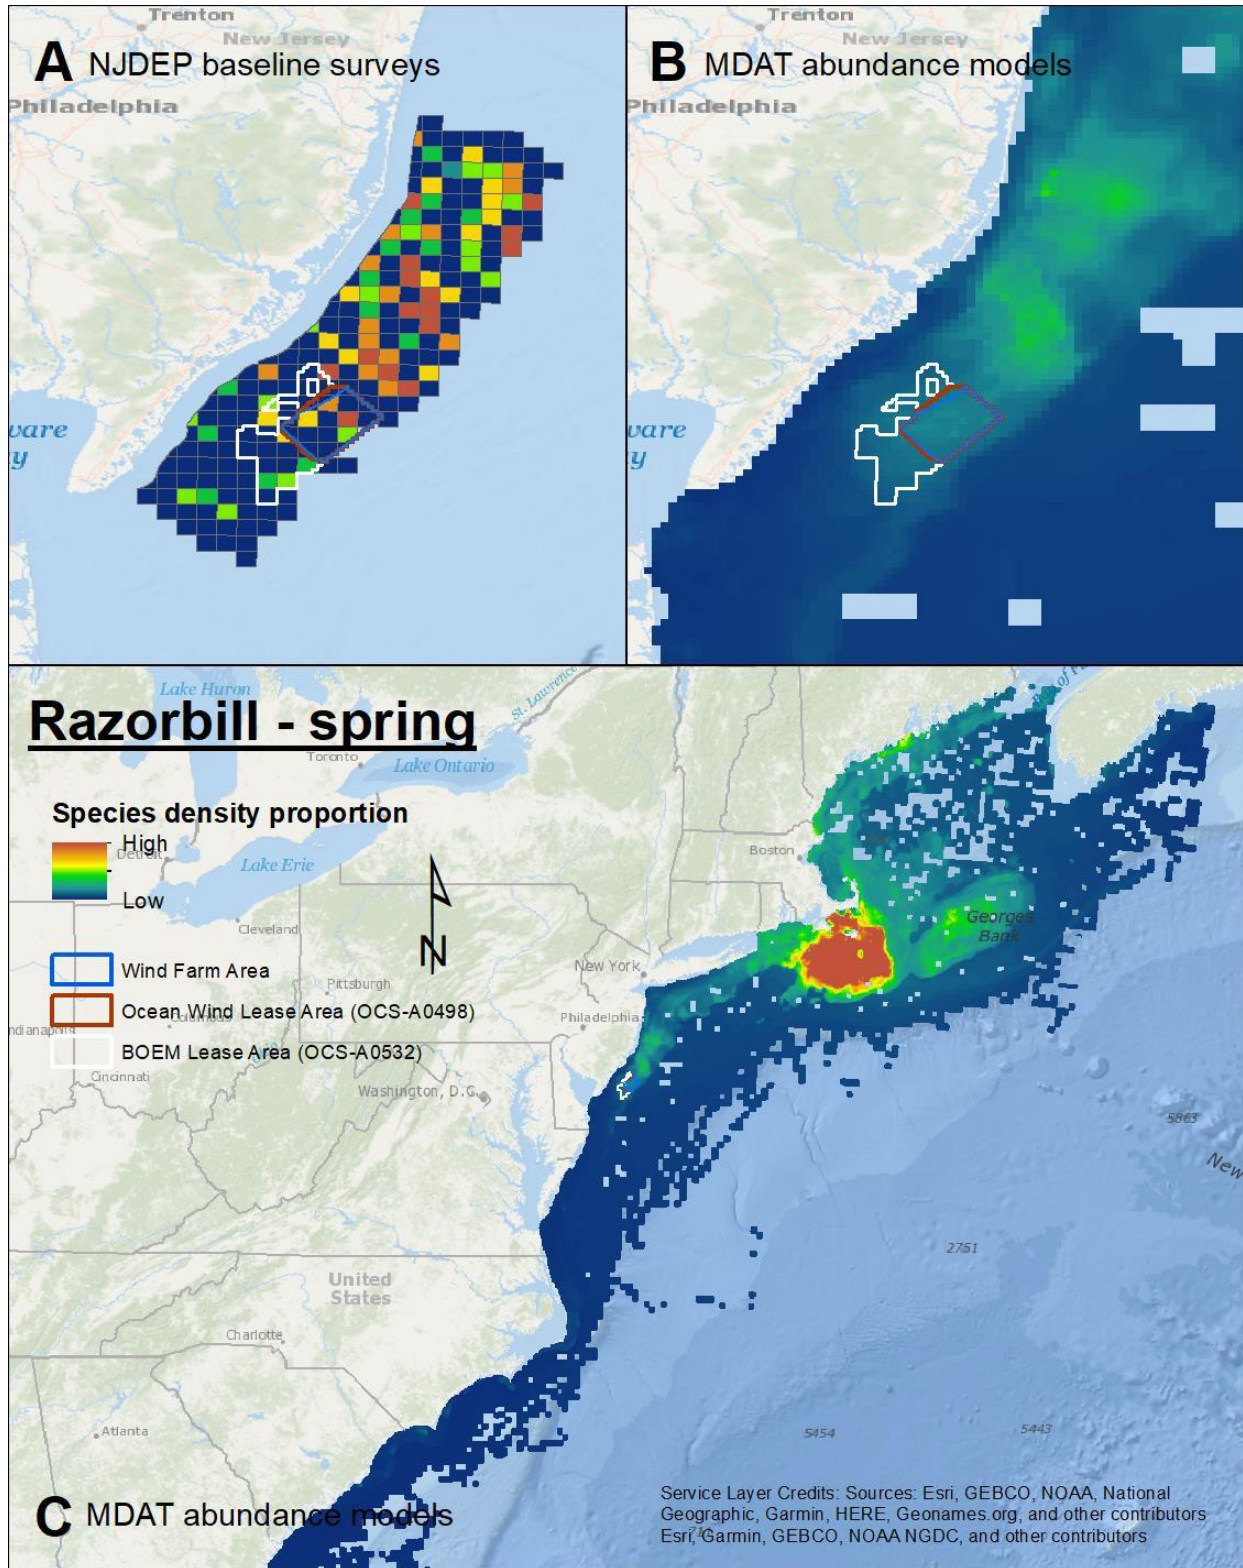 Trenton
New Jersey
A NJDEP baseline surveys
Philadelphia
ware
y
Trenton
New Jersey
B MDAT abundance models
Philadelphia
ware
y
Lake Huron
St. Lawrence
Razorbill - spring
Toronto
Lake Ontario
Species density proportion
High
Detroit
Low
Lake Erie
Boston
Georges
Bank
Cleveland
N
Wind Farm Area
New York
Pittsburgh
Ocean Wind Lease Area (OCS-A0498)
Philadelphia
ndianapolis
BOEM Lease Area (OCS-A0532)
Cincinnati
Washington, D.C.
5863
New
2751
United
States
Charlotte
Atlanta
5454
5443
Service Layer Credits: Sources: Esri, GEBCO, NOAA, National
Geographic, Garmin, HERE, Geonames.org, and other contributors
Esri, Garmin, GEBCO, NOAA NGDC, and other contributors
C MDAT abundance models